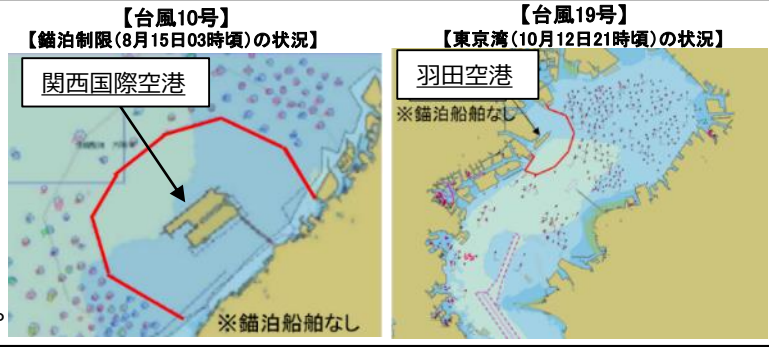 【台風10号】
【錨泊制限(8月15日03時頃)の状況】
関西国際空港
※錨泊船舶なし
。
【台風19号】
【東京湾(10月12日21時頃)の状況】
羽田空港
※錨泊船舶なし